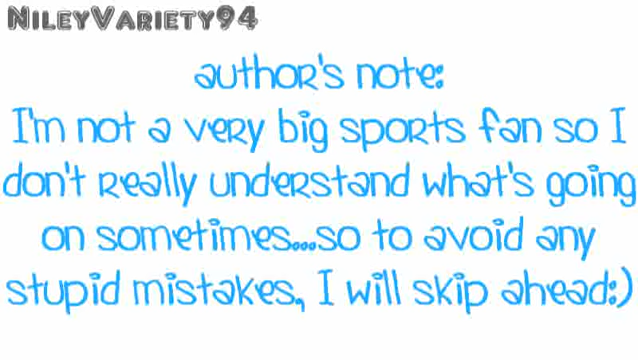 NileyVariety94
author's note:
I'm not a very big sports fan so I
don't really understand what's going
on sometimes...so to avoid any
stupid mistakes, I will skip ahead:)